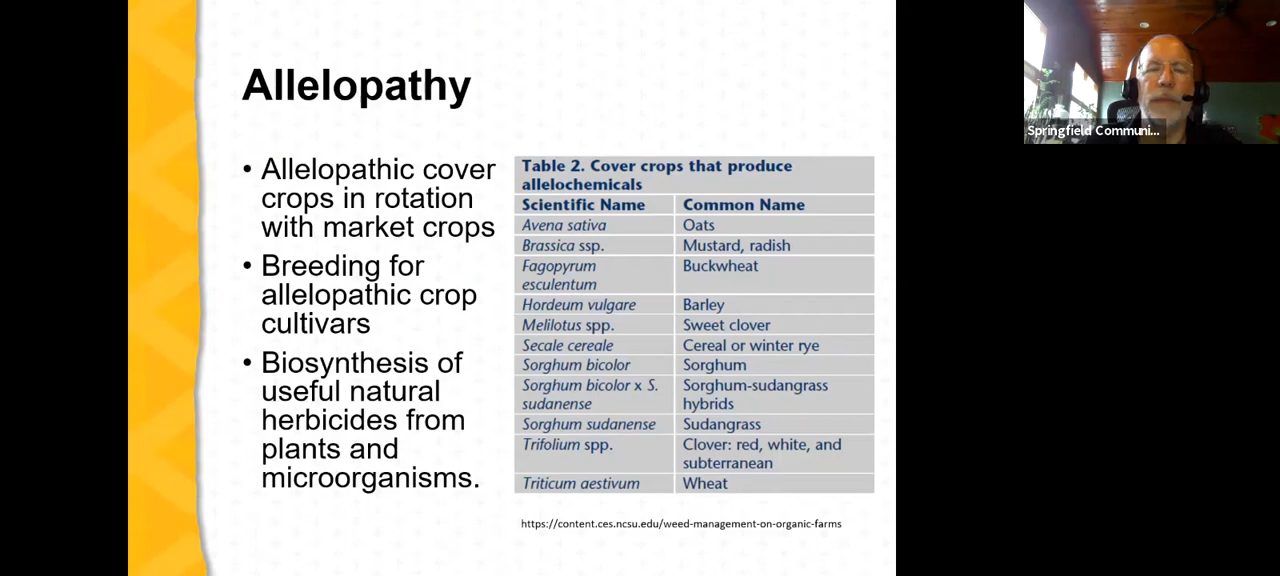 Allelopathy
• Allelopathic cover
crops in rotation
with market crops
• Breeding for
allelopathic crop
cultivars
• Biosynthesis of
useful natural
herbicides from
plants and
microorganisms.
Table 2. Cover crops that produce
allelochemicals
Scientific Name Common Name
Avena sativa Oats
Brassica ssp. Mustard, radish
Fagopyrum Buckwheat
esculentum
Hordeum vulgare Barley
Melilotus spp. Sweet clover
Secale cereale Cereal or winter rye
Sorghum bicolor Sorghum
Sorghum bicolor x S. Sorghum-sudangrass
sudanense hybrids
Sorghum sudanense Sudangrass
Trifolium spp. Clover: red, white, and
subterranean
Triticum aestivum Wheat
https://content.ces.ncsu.edu/weed-management-on-organic-farms
Springfield Communi...